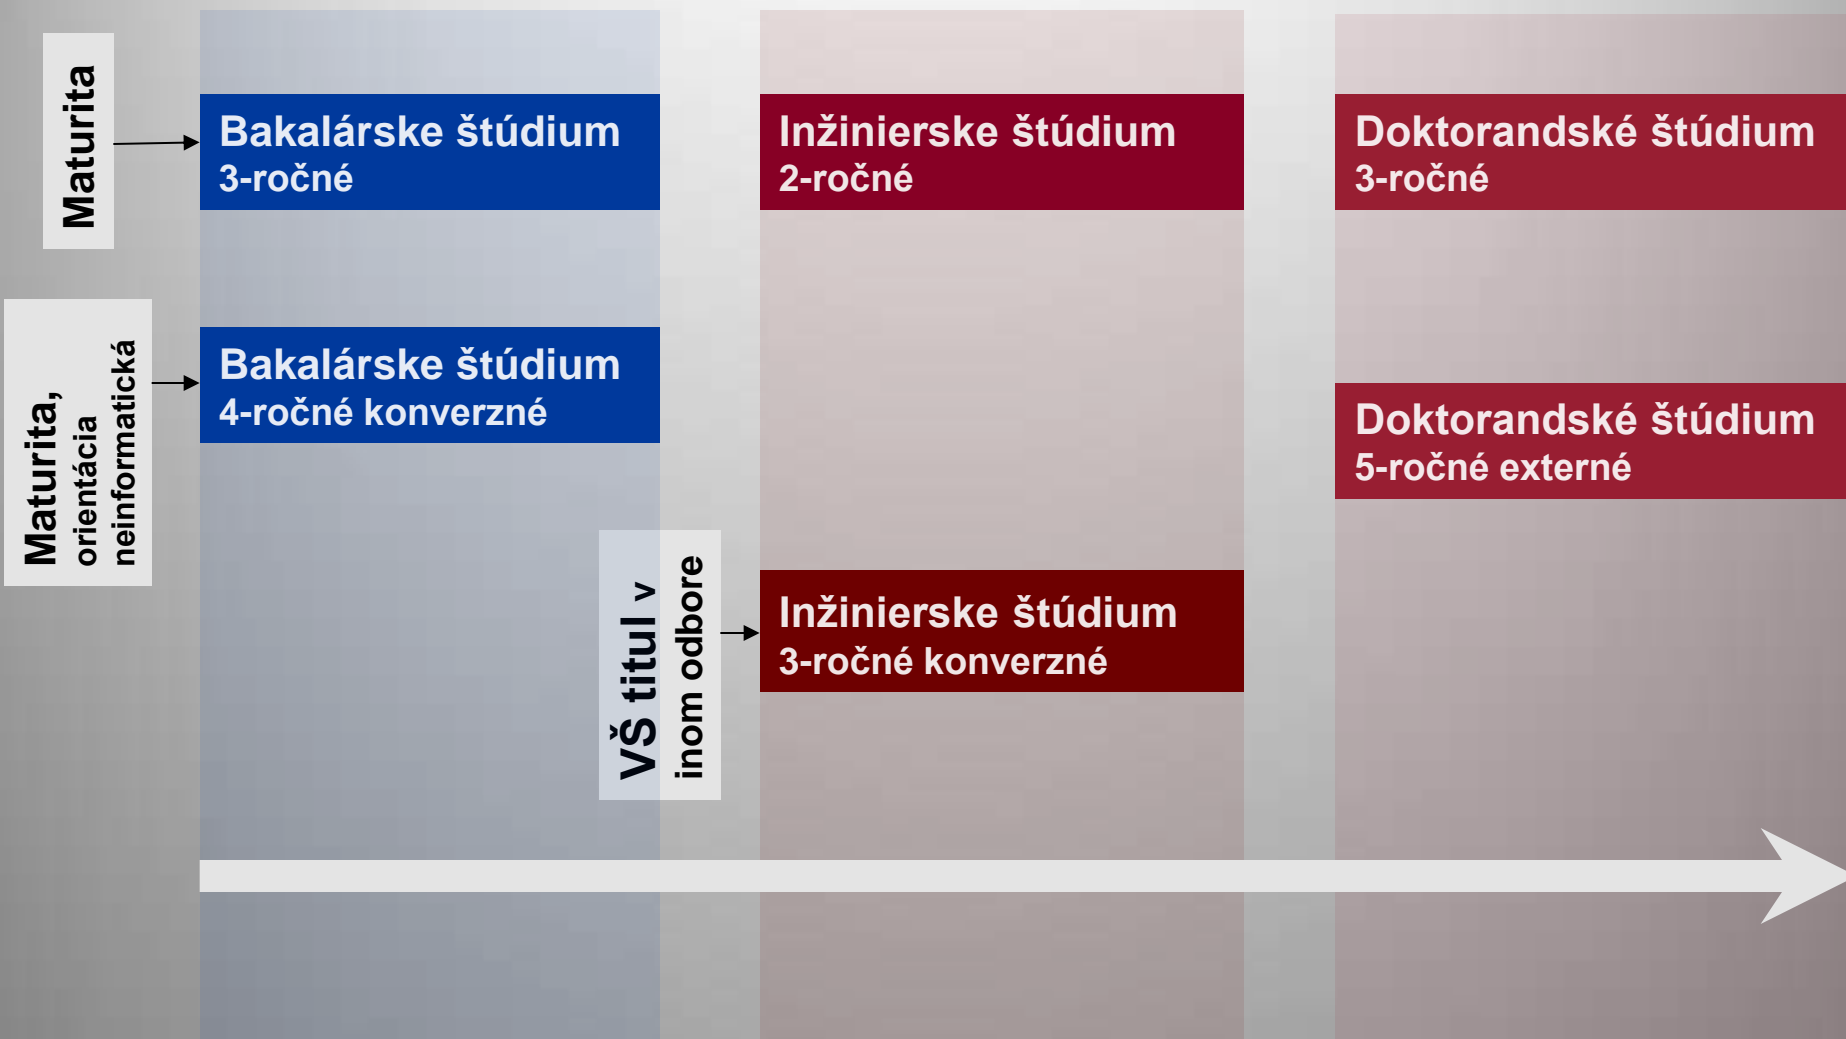 Maturita
Bakalárske štúdium
3-ročné
Inžinierske štúdium
2-ročné
Doktorandské štúdium
3-ročné
Maturita,
orientácia
neinformatická
Bakalárske štúdium
4-ročné konverzné
Doktorandské štúdium
5-ročné externé
VŠ titul v
inom odbore
Inžinierske štúdium
3-ročné konverzné